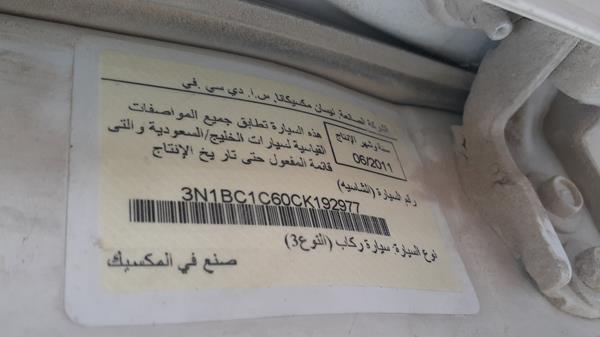 الشركة الصانعة نيسان مكسيكانا, س.ا. دي سي. في
سنة وشهر الإنتاج
06/2011
هذه السيارة تطابق جميع المواصفات
القياسية لسيارات الخليج/السعودية والتى
قائمة المفعول حتى تاريخ الإنتاج
رقم السيارة (الشاسيه)
3N1BC1C60CK192977
نوع السيارة: سيارة ركاب (النوع3)
صنع في المكسيك